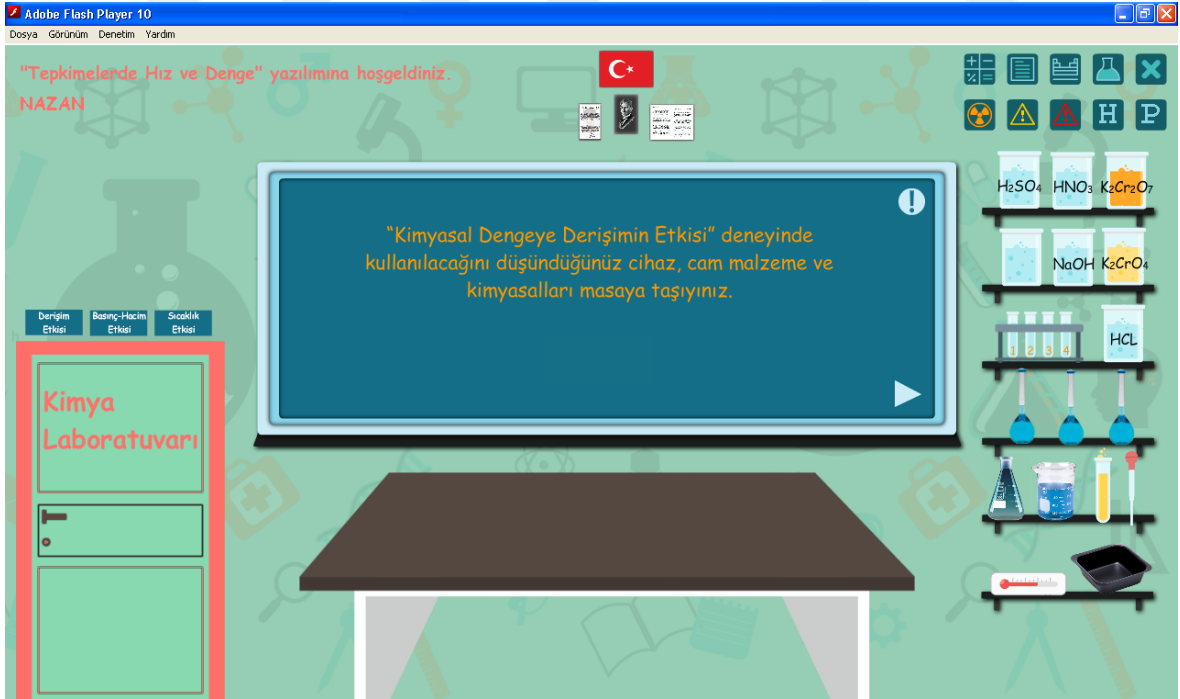 Adobe Flash Player 10
Dosya Görünüm Denetim Yardım
"Tepkimelerde Hız ve Denge" yazılımına hoşgeldiniz.
NAZAN
H P
H₂SO₄ HNO₃ K₂Cr₂O₇
"Kimyasal Dengeye Derişimin Etkisi" deneyinde
kullanılacağını düşündüğünüz cihaz, cam malzeme ve
kimyasalları masaya taşıyınız.
NaOH K₂CrO₄
Derişim Etkisi
Basınç-Hacim Etkisi
Sıcaklık Etkisi
1 2 3 4
HCL
Kimya
Laboratuvarı